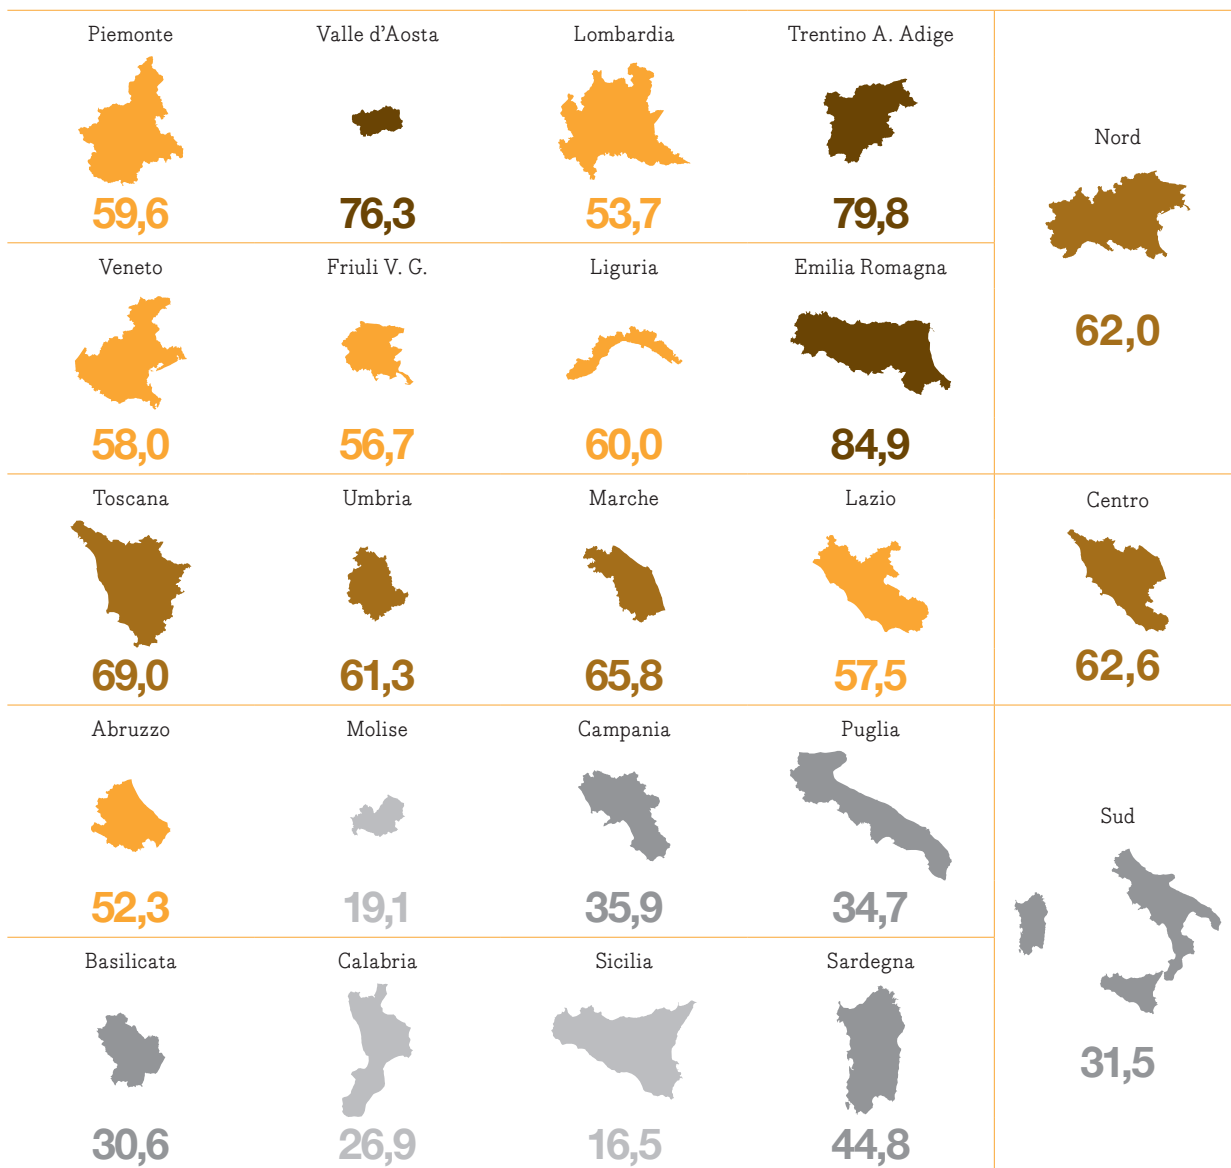 Piemonte
Valle d'Aosta
Lombardia
Trentino A. Adige
59,6
76,3
53,7
79,8
Nord
62,0
Veneto
Friuli V. G.
Liguria
Emilia Romagna
58,0
56,7
60,0
84,9
Toscana
Umbria
Marche
Lazio
69,0
61,3
65,8
57,5
Centro
62,6
Abruzzo
Molise
Campania
Puglia
52,3
19,1
35,9
34,7
Sud
31,5
Basilicata
Calabria
Sicilia
Sardegna
30,6
26,9
16,5
44,8